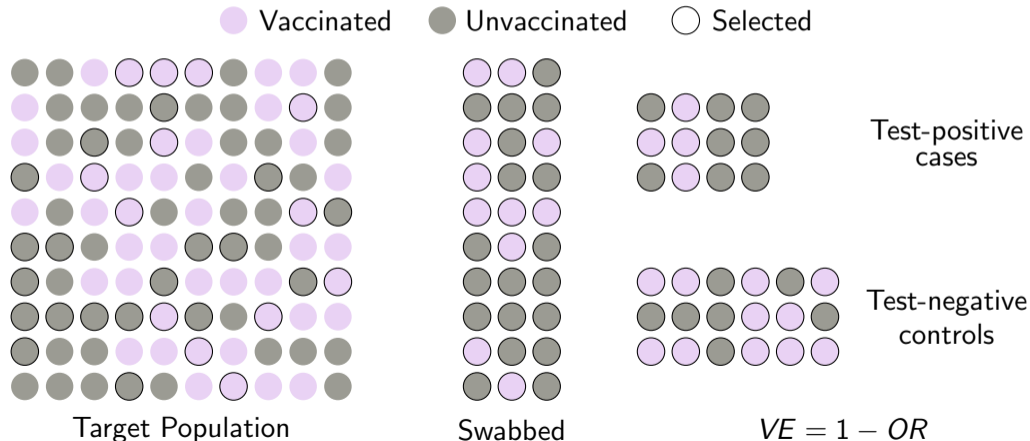 Vaccinated Unvaccinated Selected
Test-positive
cases
Test-negative
controls
Target Population
Swabbed
VE = 1 − OR